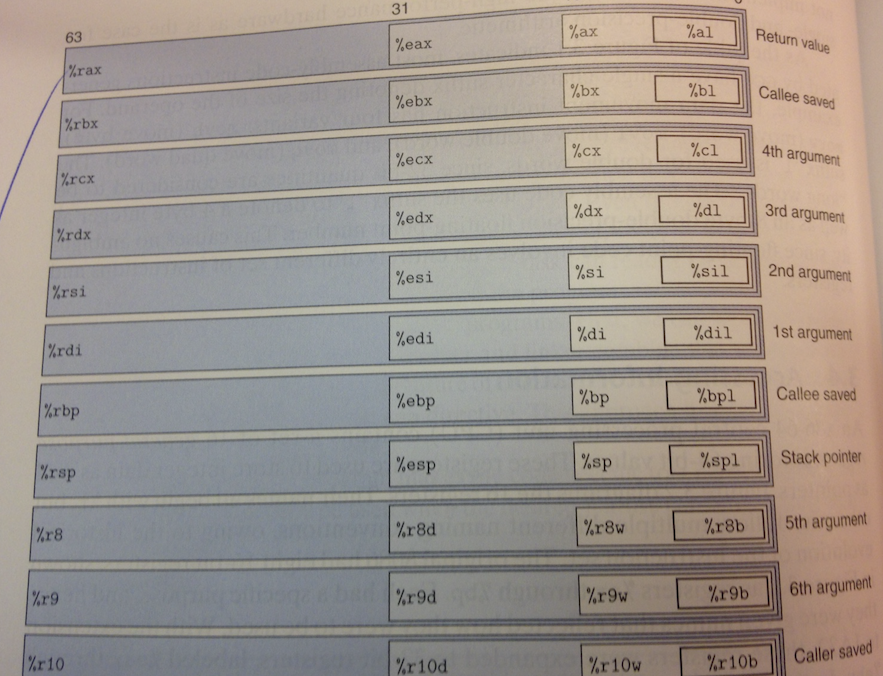 63 31
%rax %eax %ax %al Return value
%rbx %ebx %bx %bl Callee saved
%rcx %ecx %cx %cl 4th argument
%rdx %edx %dx %dl 3rd argument
%rsi %esi %si %sil 2nd argument
%rdi %edi %di %dil 1st argument
%rbp %ebp %bp %bpl Callee saved
%rsp %esp %sp %spl Stack pointer
%r8 %r8d %r8w %r8b 5th argument
%r9 %r9d %r9w %r9b 6th argument
%r10 %r10d %r10w %r10b Caller saved